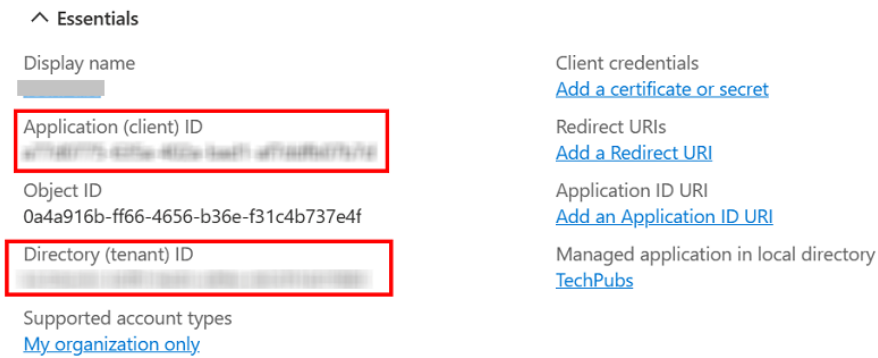 Essentials
Display name
Application (client) ID
Object ID
0a4a916b-ff66-4656-b36e-f31c4b737e4f
Directory (tenant) ID
Supported account types
My organization only
Client credentials
Add a certificate or secret
Redirect URIs
Add a Redirect URI
Application ID URI
Add an Application ID URI
Managed application in local directory
TechPubs